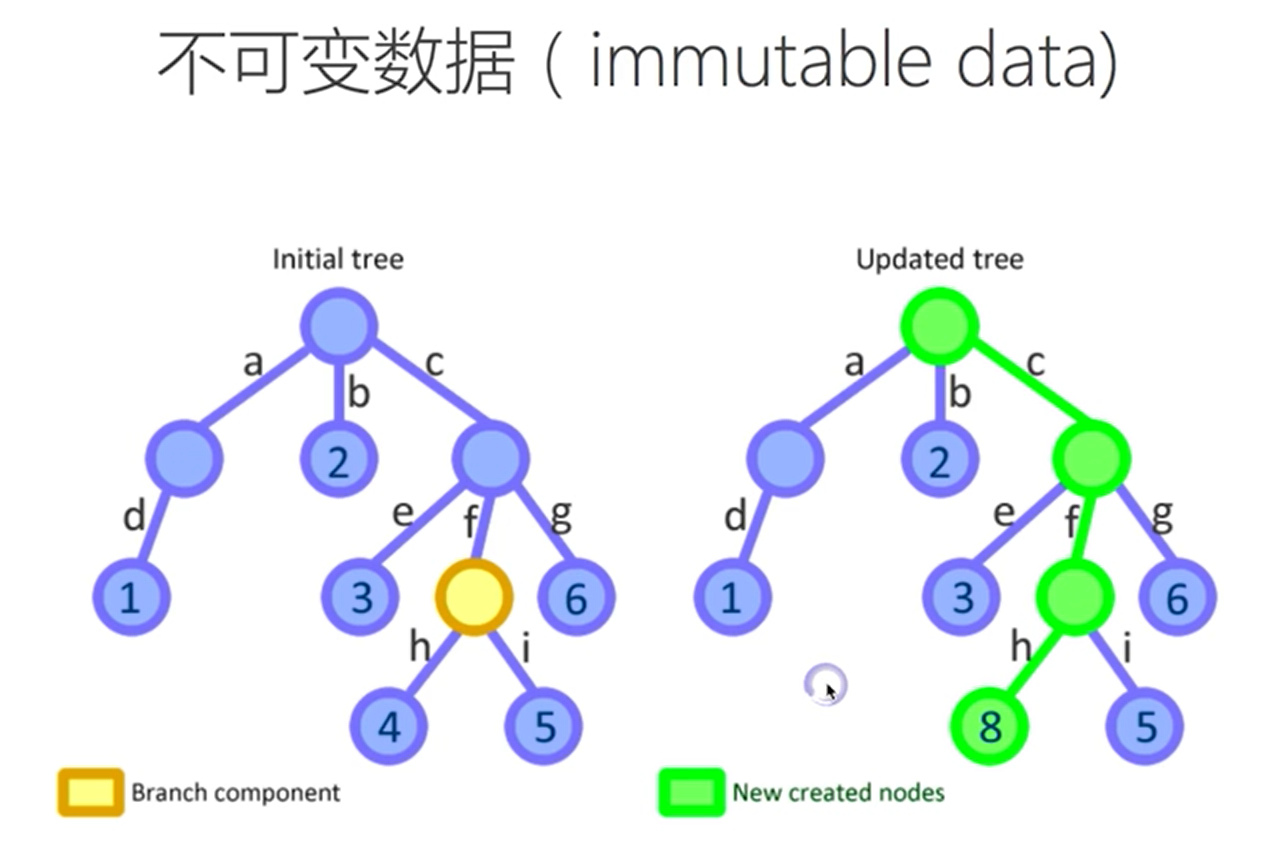 不可变数据 ( immutable data)
Initial tree
Updated tree
a
b
c
a
b
c
2
2
d
e
f
g
d
e
f
g
1
3
6
1
3
6
h
i
h
i
4
5
8
5
Branch component
New created nodes